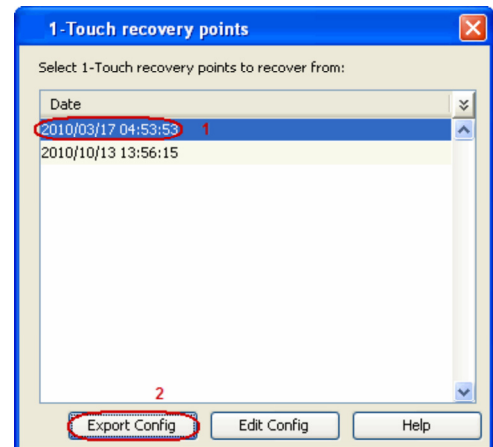 1-Touch recovery points
Select 1-Touch recovery points to recover from:
Date
2010/03/17 04:53:53 1
2010/10/13 13:56:15
2
Export Config Edit Config Help